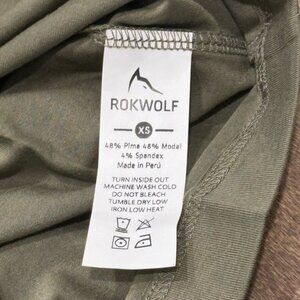 ROKWOLF
XS
48% Pima 48% Modal
4% Spandex
Made in Perú
TURN INSIDE OUT
MACHINE WASH COLD
DO NOT BLEACH
TUMBLE DRY LOW
IRON LOW HEAT